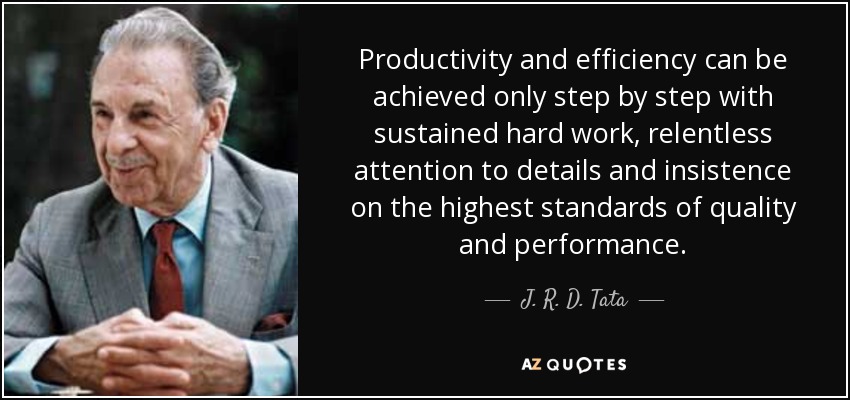 Productivity and efficiency can be
achieved only step by step with
sustained hard work, relentless
attention to details and insistence
on the highest standards of quality
and performance.
— J. R. D. Tata —
AZ QUOTES